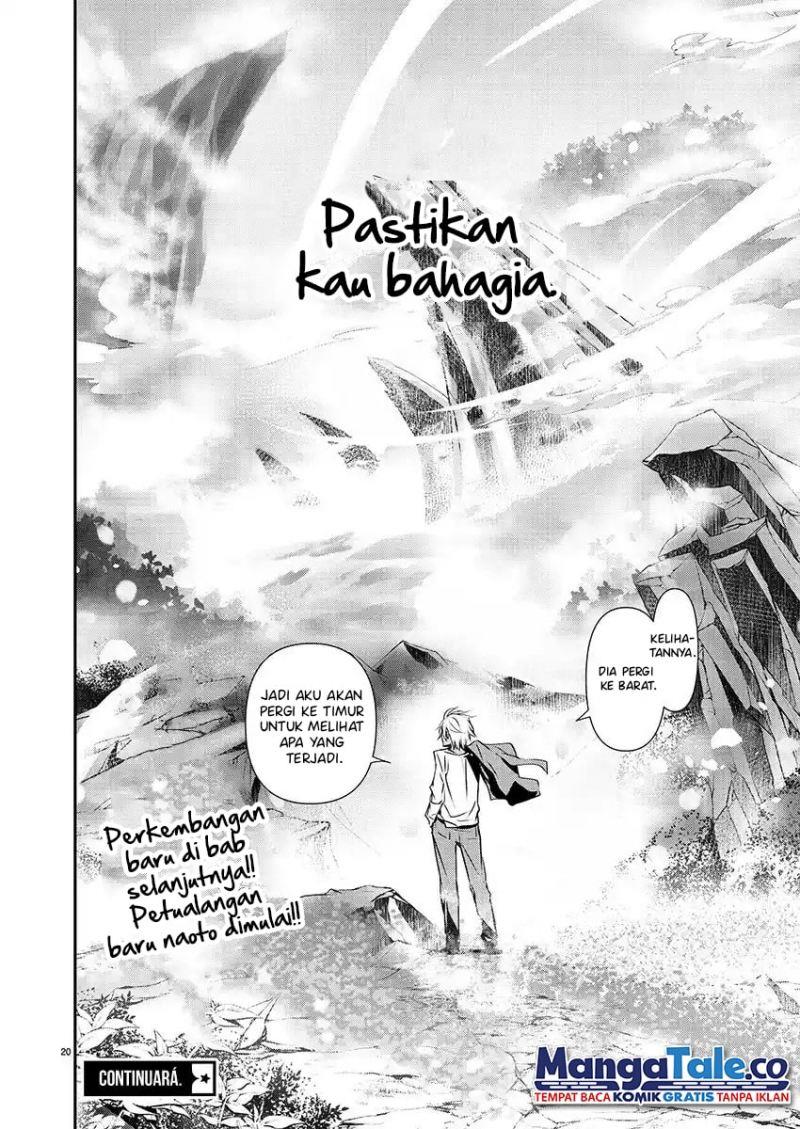 Pastikan
kau bahagia.
KELIHA-
TANNYA.
DIA PERGI
KE BARAT.
JADI AKU AKAN
PERGI KE TIMUR
UNTUK MELIHAT
APA YANG
TERJADI.
Perkembangan
baru di bab
selanjutnya!!
Petualangan
baru naoto dimulai!!
20
CONTINUARÁ.
MangaTale.co
TEMPAT BACA KOMIK GRATIS TANPA IKLAN